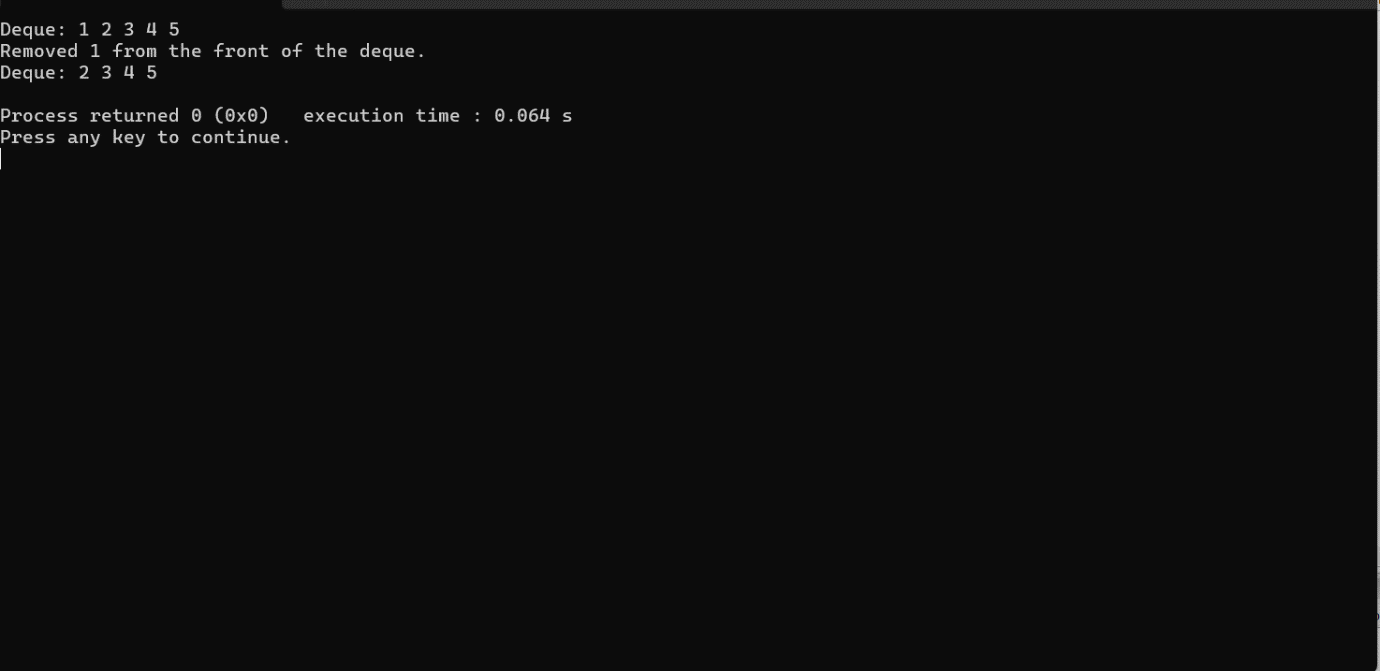 Deque: 1 2 3 4 5
Removed 1 from the front of the deque.
Deque: 2 3 4 5
Process returned 0 (0x0)   execution time : 0.064 s
Press any key to continue.